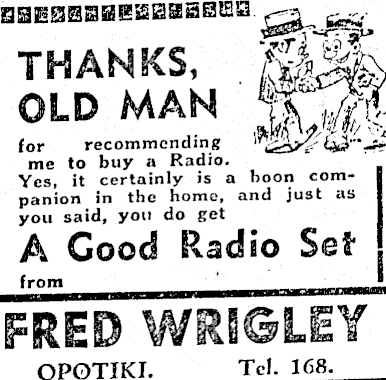 THANKS,
OLD MAN
for recommending
me to buy a Radio.
Yes, it certainly is a boon com-
panion in the home, and just as
you said, you do get
A Good Radio Set
from
FRED WRIGLEY
OPOTIKI. Tel. 168.